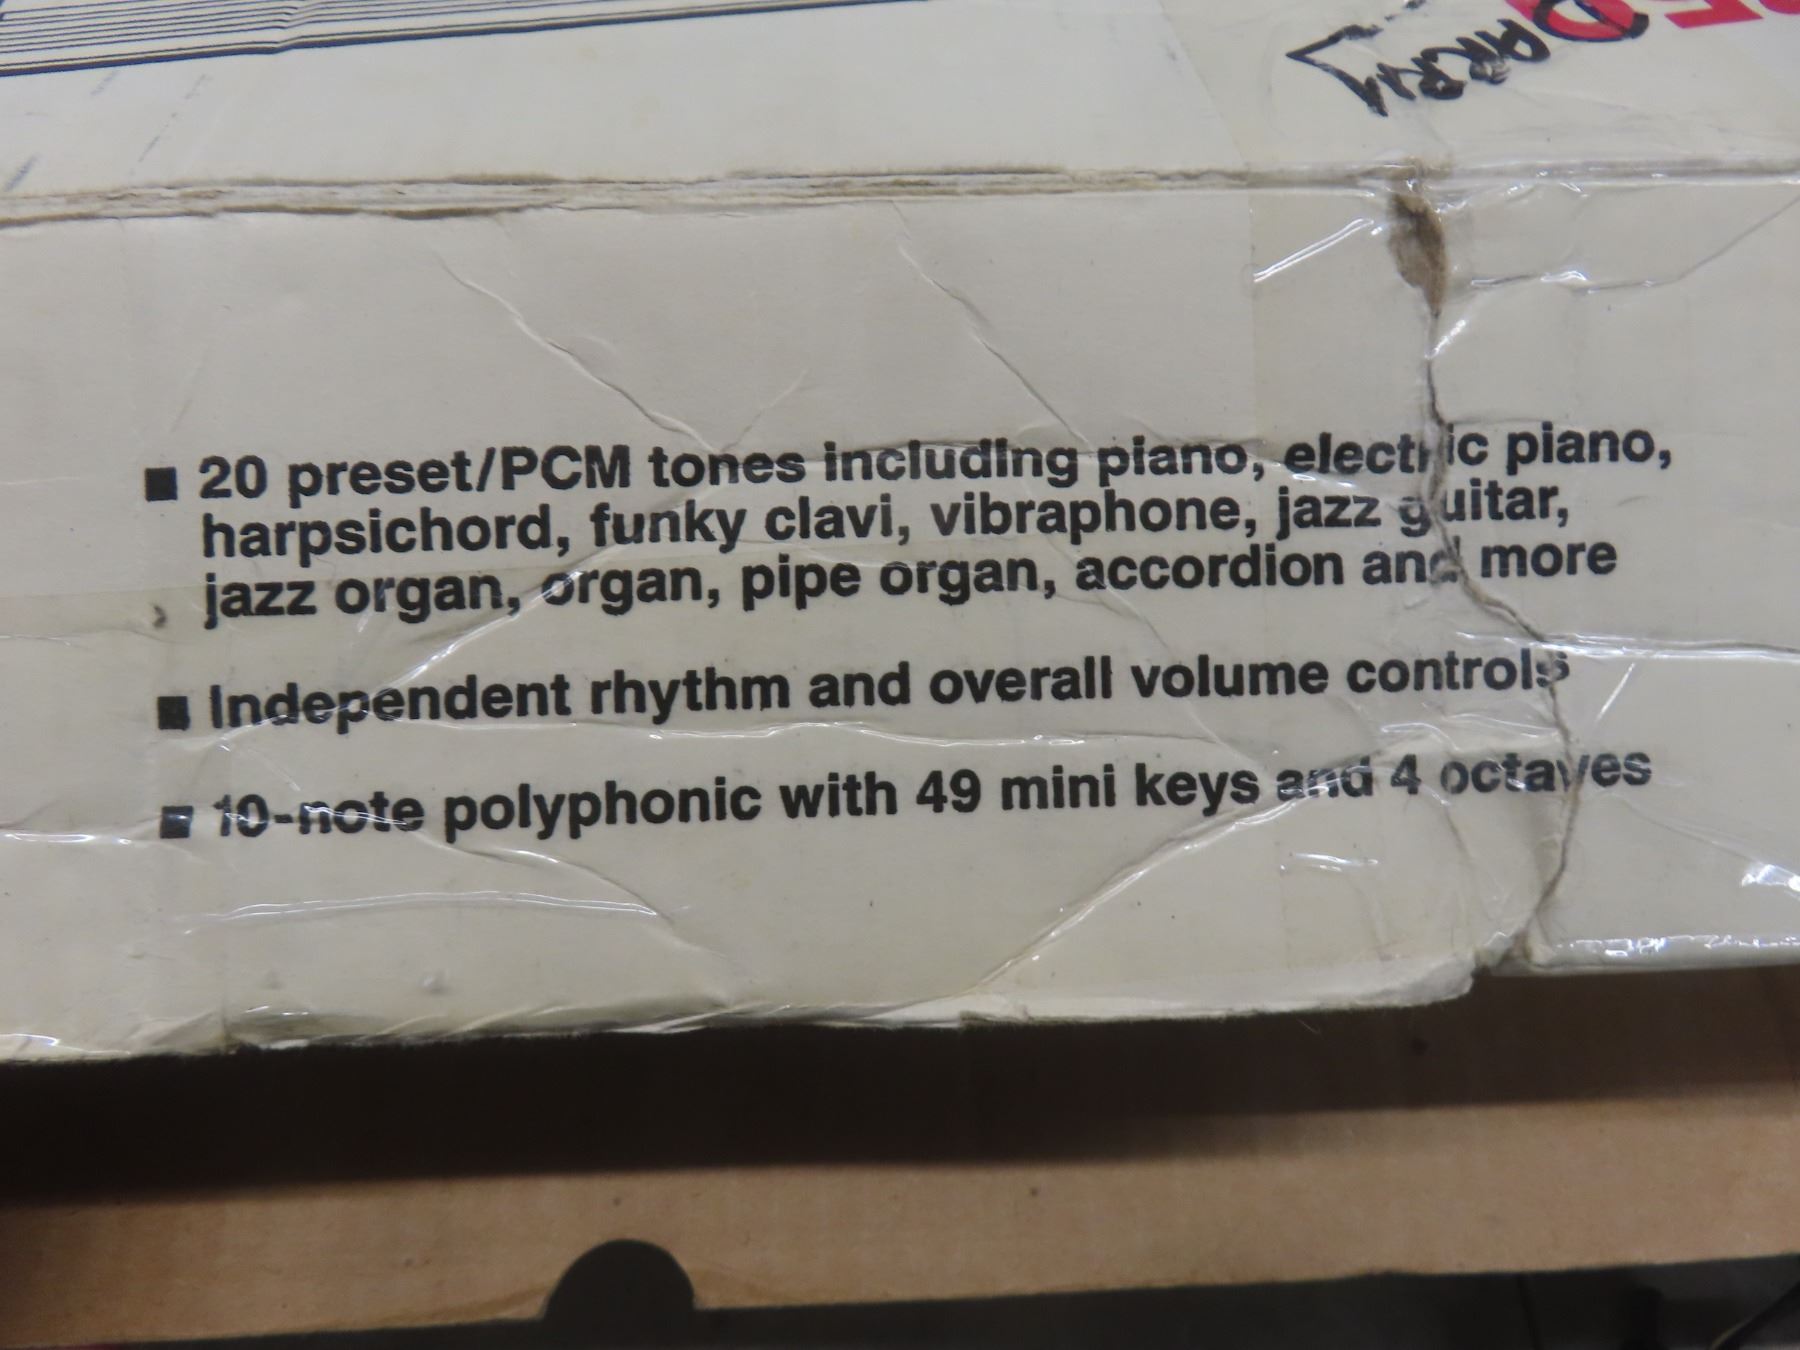 DARRY
■ 20 preset/PCM tones including piano, electric piano,
harpsichord, funky clavi, vibraphone, jazz guitar,
jazz organ, organ, pipe organ, accordion and more
■ Independent rhythm and overall volume controls
■ 10-note polyphonic with 49 mini keys and 4 octaves